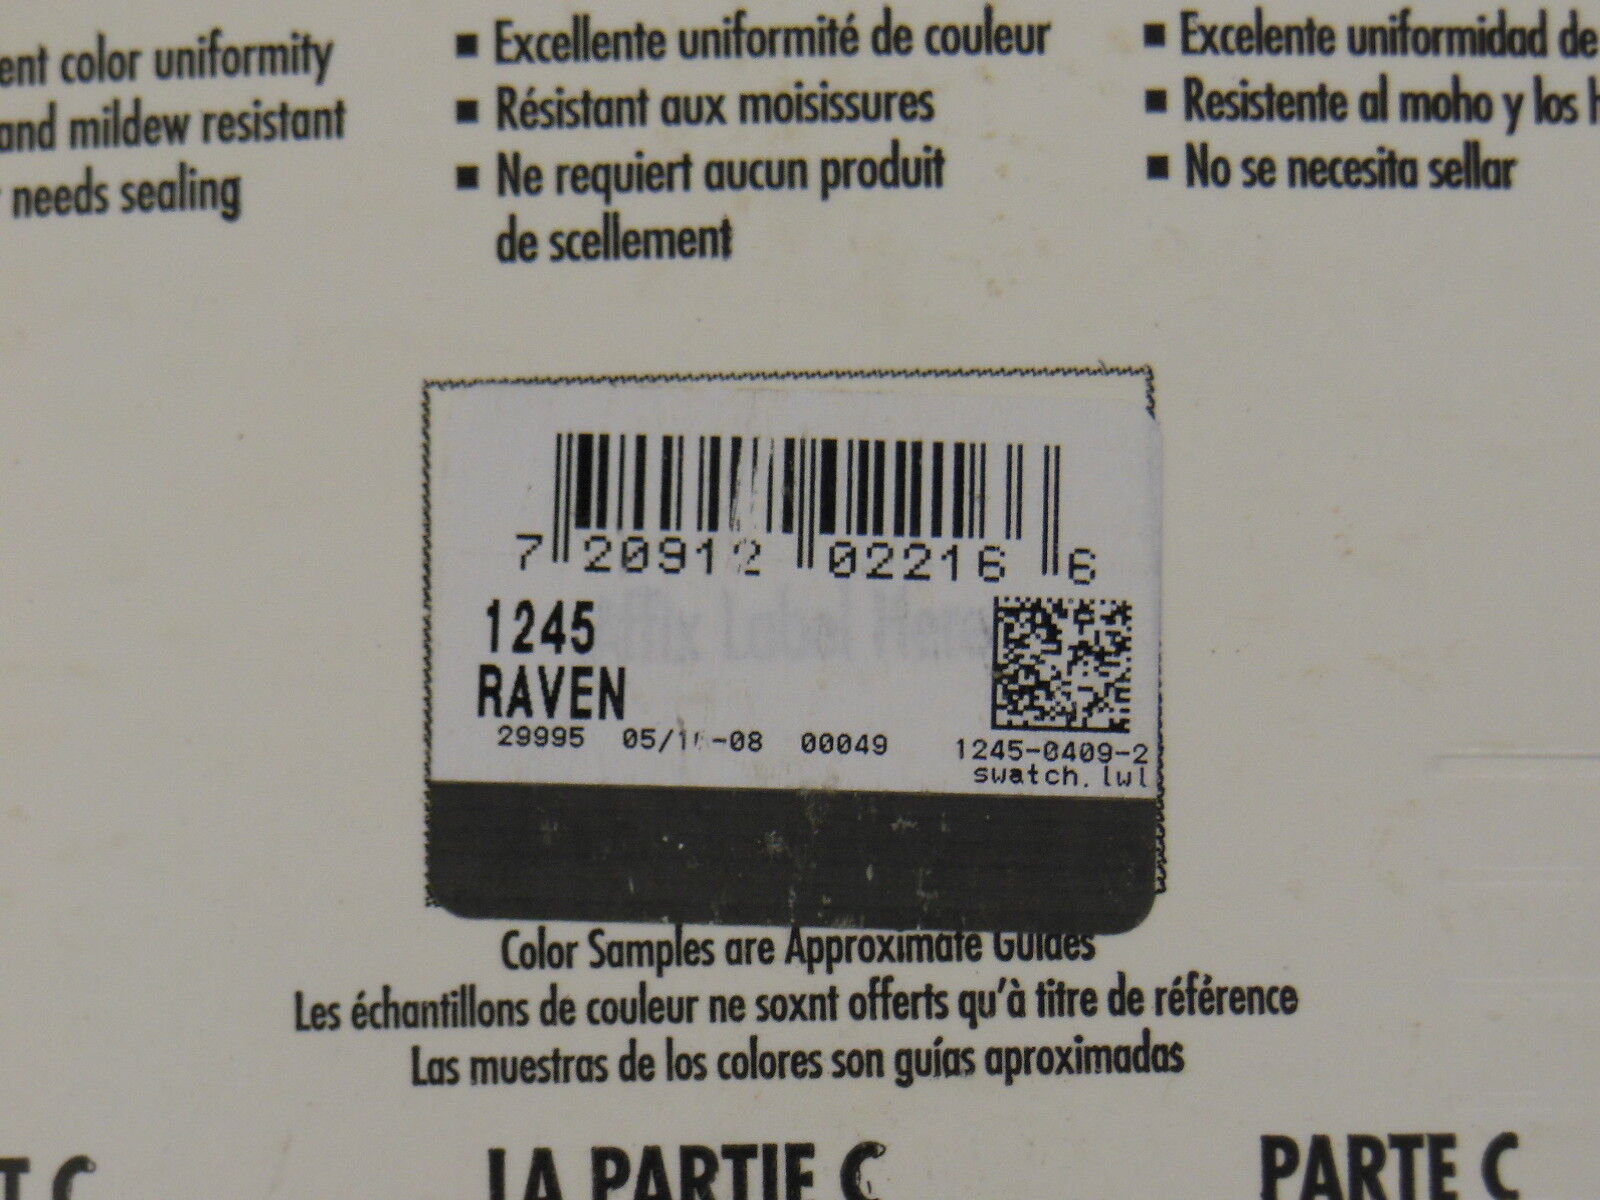 color uniformity
and mildew resistant
needs sealing
▪ Excellente uniformité de couleur
▪ Résistant aux moisissures
▪ Ne requiert aucun produit
de scellement
▪ Excelente uniformidad de
▪ Resistente al moho y los
▪ No se necesita sellar
7 20912 02216 6
1245
RAVEN
29995 00049
1245-0409-2
swatch.lwl
Color Samples are Approximate Guides
Les échantillons de couleur ne soxnt offerts qu'à titre de référence
Las muestras de los colores son guías aproximadas
C
LA PARTIE C
PARTE C